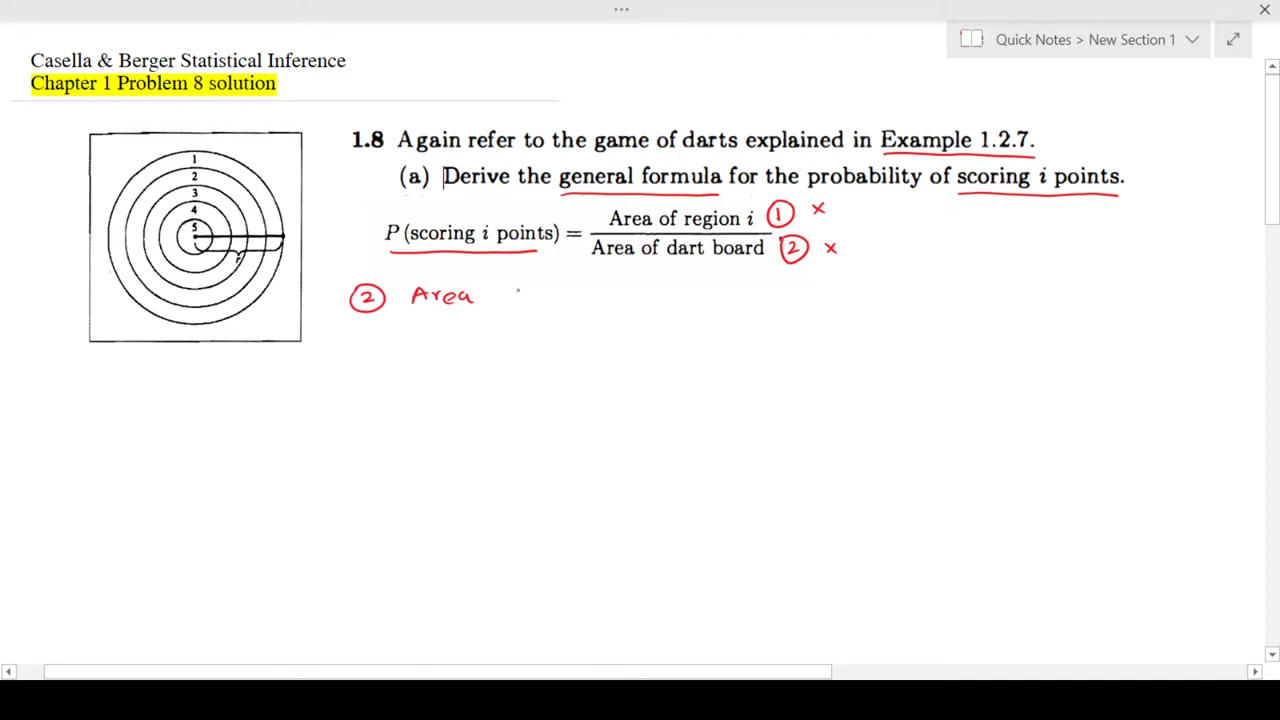 Quick Notes > New Section 1
Casella & Berger Statistical Inference
Chapter 1 Problem 8 solution
1.8 Again refer to the game of darts explained in Example 1.2.7.
(a) Derive the general formula for the probability of scoring i points.
P(scoring i points) = Area of region i ① ×
Area of dart board ② ×
② Area
1
2
3
4
5
r